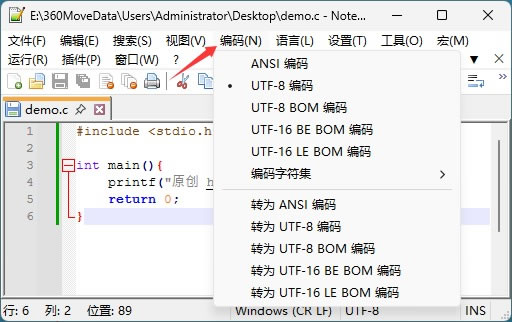 E:\360MoveData\Users\Administrator\Desktop\demo.c - Note...
文件(F) 编辑(E) 搜索(S) 视图(V) 编码(N) 语言(L) 设置(T) 工具(O) 宏(M)
运行(R) 插件(P) 窗口(W) ?
ANSI 编码
UTF-8 编码
UTF-8 BOM 编码
UTF-16 BE BOM 编码
UTF-16 LE BOM 编码
编码字符集
转为 ANSI 编码
转为 UTF-8 编码
转为 UTF-8 BOM 编码
转为 UTF-16 BE BOM 编码
转为 UTF-16 LE BOM 编码
demo.c
1 #include <stdio.h
2
3 int main(){
4 printf("原创 h
5 return 0;
6 }
行: 6 列: 2 位置: 89 Windows (CR LF) UTF-8 INS